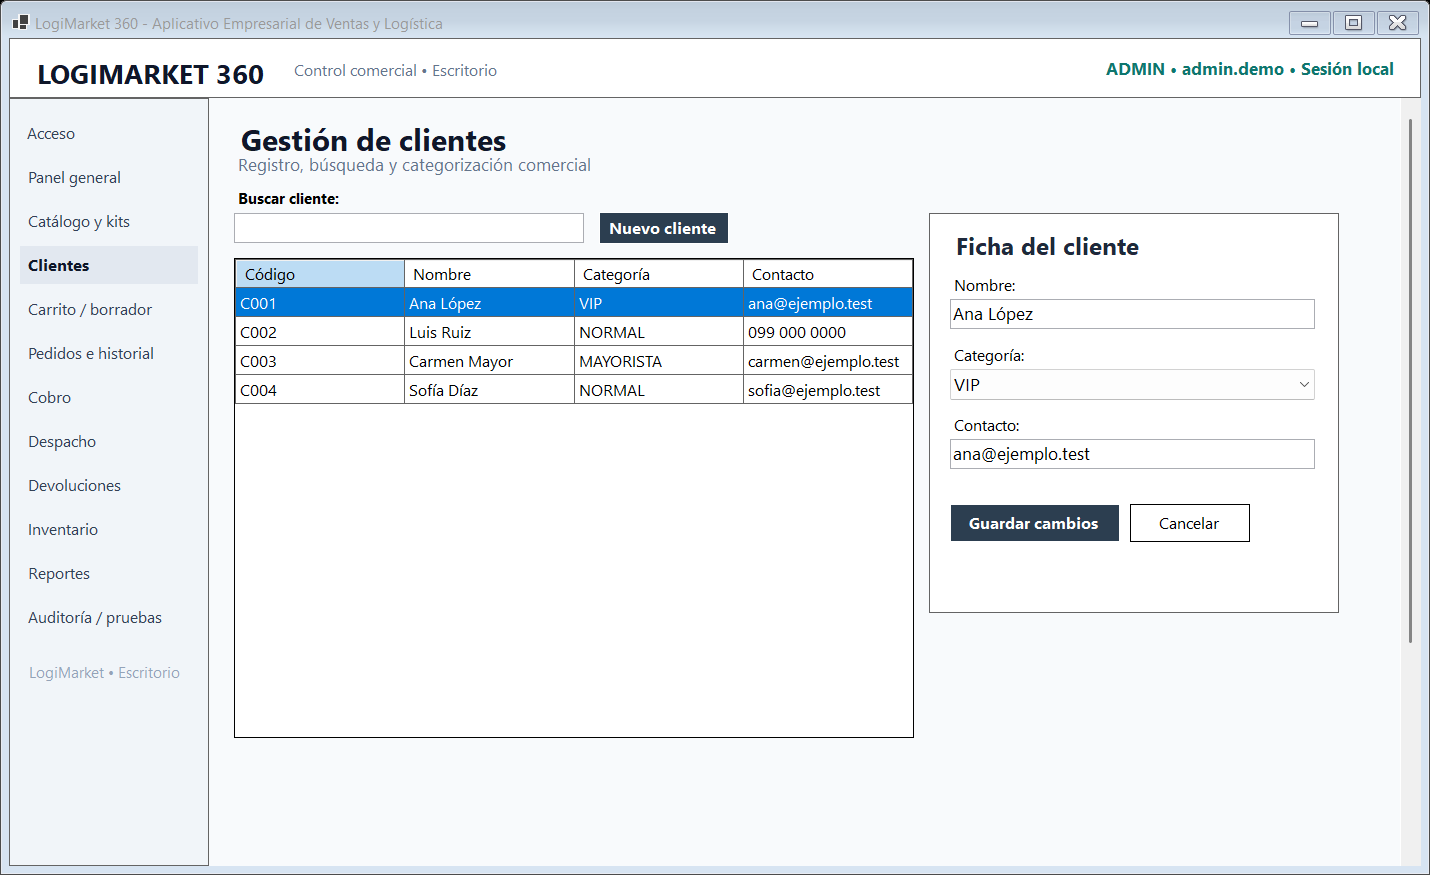 LogiMarket 360 - Aplicativo Empresarial de Ventas y Logística
LOGIMARKET 360
Control comercial • Escritorio
ADMIN • admin.demo • Sesión local
Acceso
Panel general
Catálogo y kits
Clientes
Carrito / borrador
Pedidos e historial
Cobro
Despacho
Devoluciones
Inventario
Reportes
Auditoría / pruebas
LogiMarket • Escritorio
Gestión de clientes
Registro, búsqueda y categorización comercial
Buscar cliente:
Nuevo cliente
Código Nombre Categoría Contacto
C001 Ana López VIP ana@ejemplo.test
C002 Luis Ruiz NORMAL 099 000 0000
C003 Carmen Mayor MAYORISTA carmen@ejemplo.test
C004 Sofía Díaz NORMAL sofia@ejemplo.test
Ficha del cliente
Nombre:
Ana López
Categoría:
VIP
Contacto:
ana@ejemplo.test
Guardar cambios
Cancelar